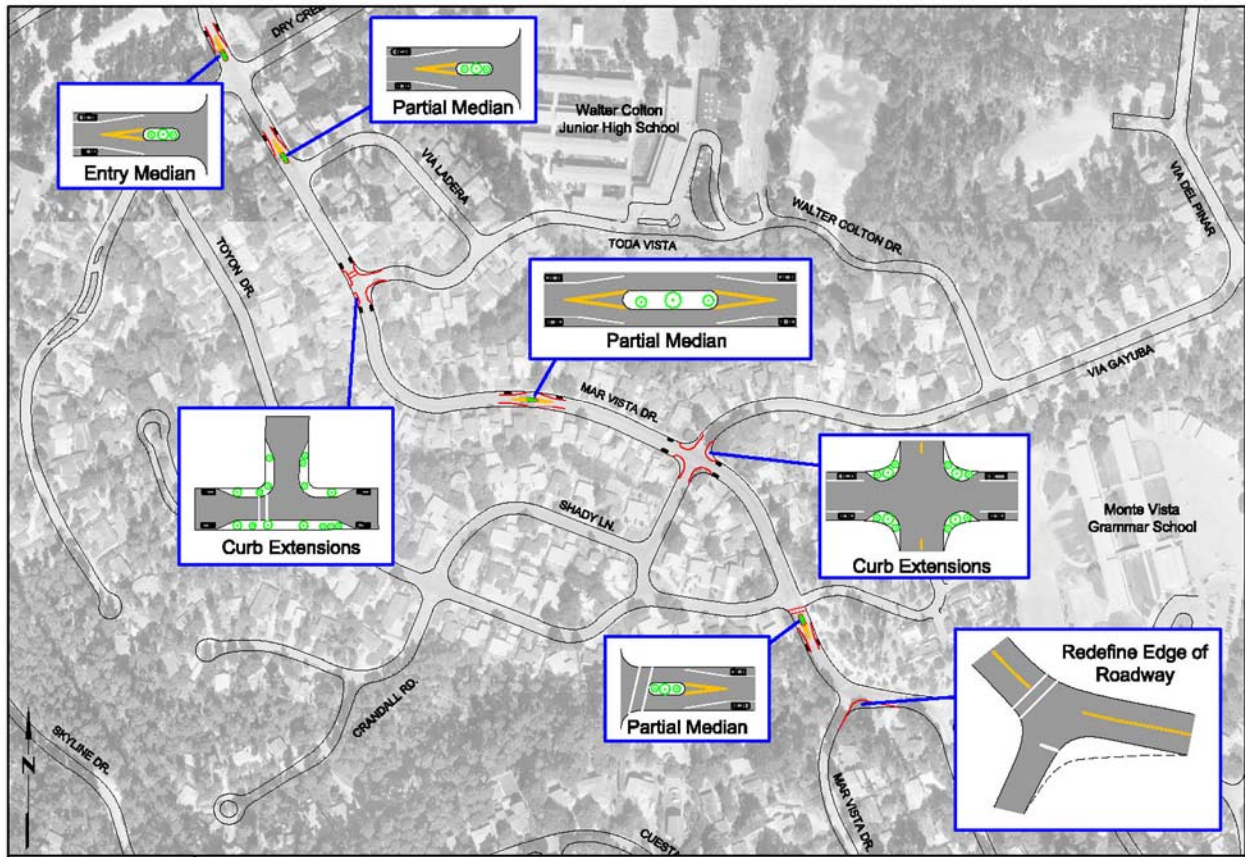 DRY CREE
Partial Median
Entry Median
Walter Colton
Junior High School
VIA LADERA
TOYON DR.
TODA VISTA
WALTER COLTON DR.
VIA DEL PINAR
Partial Median
VIA GAYUBA
MAR VISTA DR.
Curb Extensions
SHADY LN.
Curb Extensions
Monte Vista
Grammar School
Redefine Edge of
Roadway
Partial Median
CRANDALL RD.
SKYLINE DR.
N
MAR VISTA DR.
CUESTA